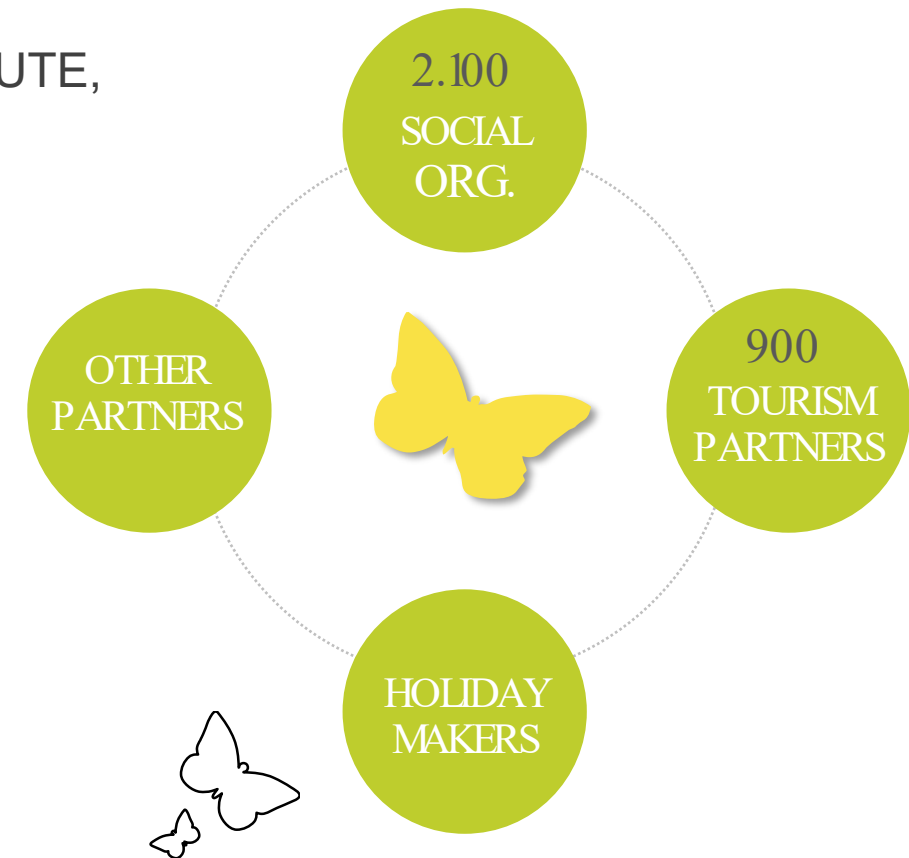 UTE,
2.100
SOCIAL
ORG.
OTHER
PARTNERS
900
TOURISM
PARTNERS
HOLIDAY
MAKERS